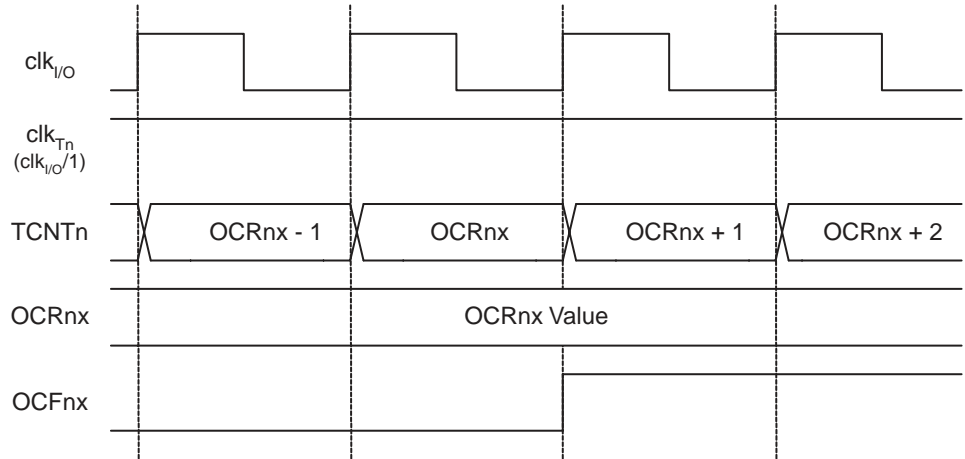 clkI/O
clkTn
(clkI/O/1)
TCNTn OCRnx - 1 OCRnx OCRnx + 1 OCRnx + 2
OCRnx OCRnx Value
OCFnx